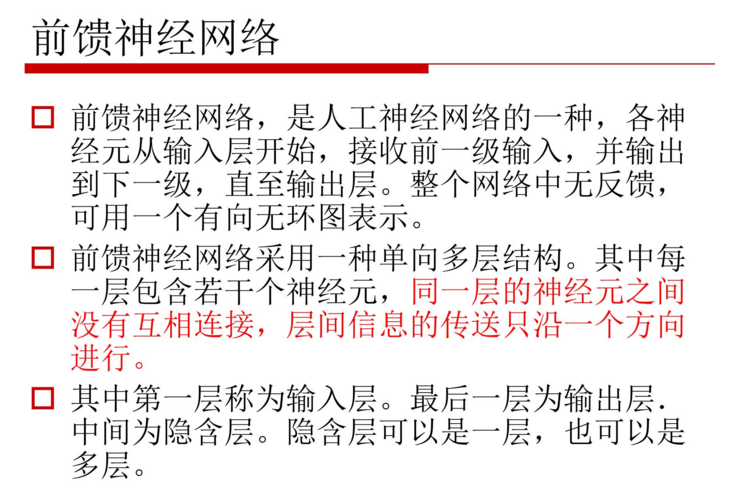 前馈神经网络
前馈神经网络，是人工神经网络的一种，各神
经元从输入层开始，接收前一级输入，并输出
到下一级，直至输出层。整个网络中无反馈，
可用一个有向无环图表示。
前馈神经网络采用一种单向多层结构。其中每
一层包含若干个神经元，同一层的神经元之间
没有互相连接，层间信息的传送只沿一个方向
进行。
其中第一层称为输入层。最后一层为输出层．
中间为隐含层。隐含层可以是一层，也可以是
多层。